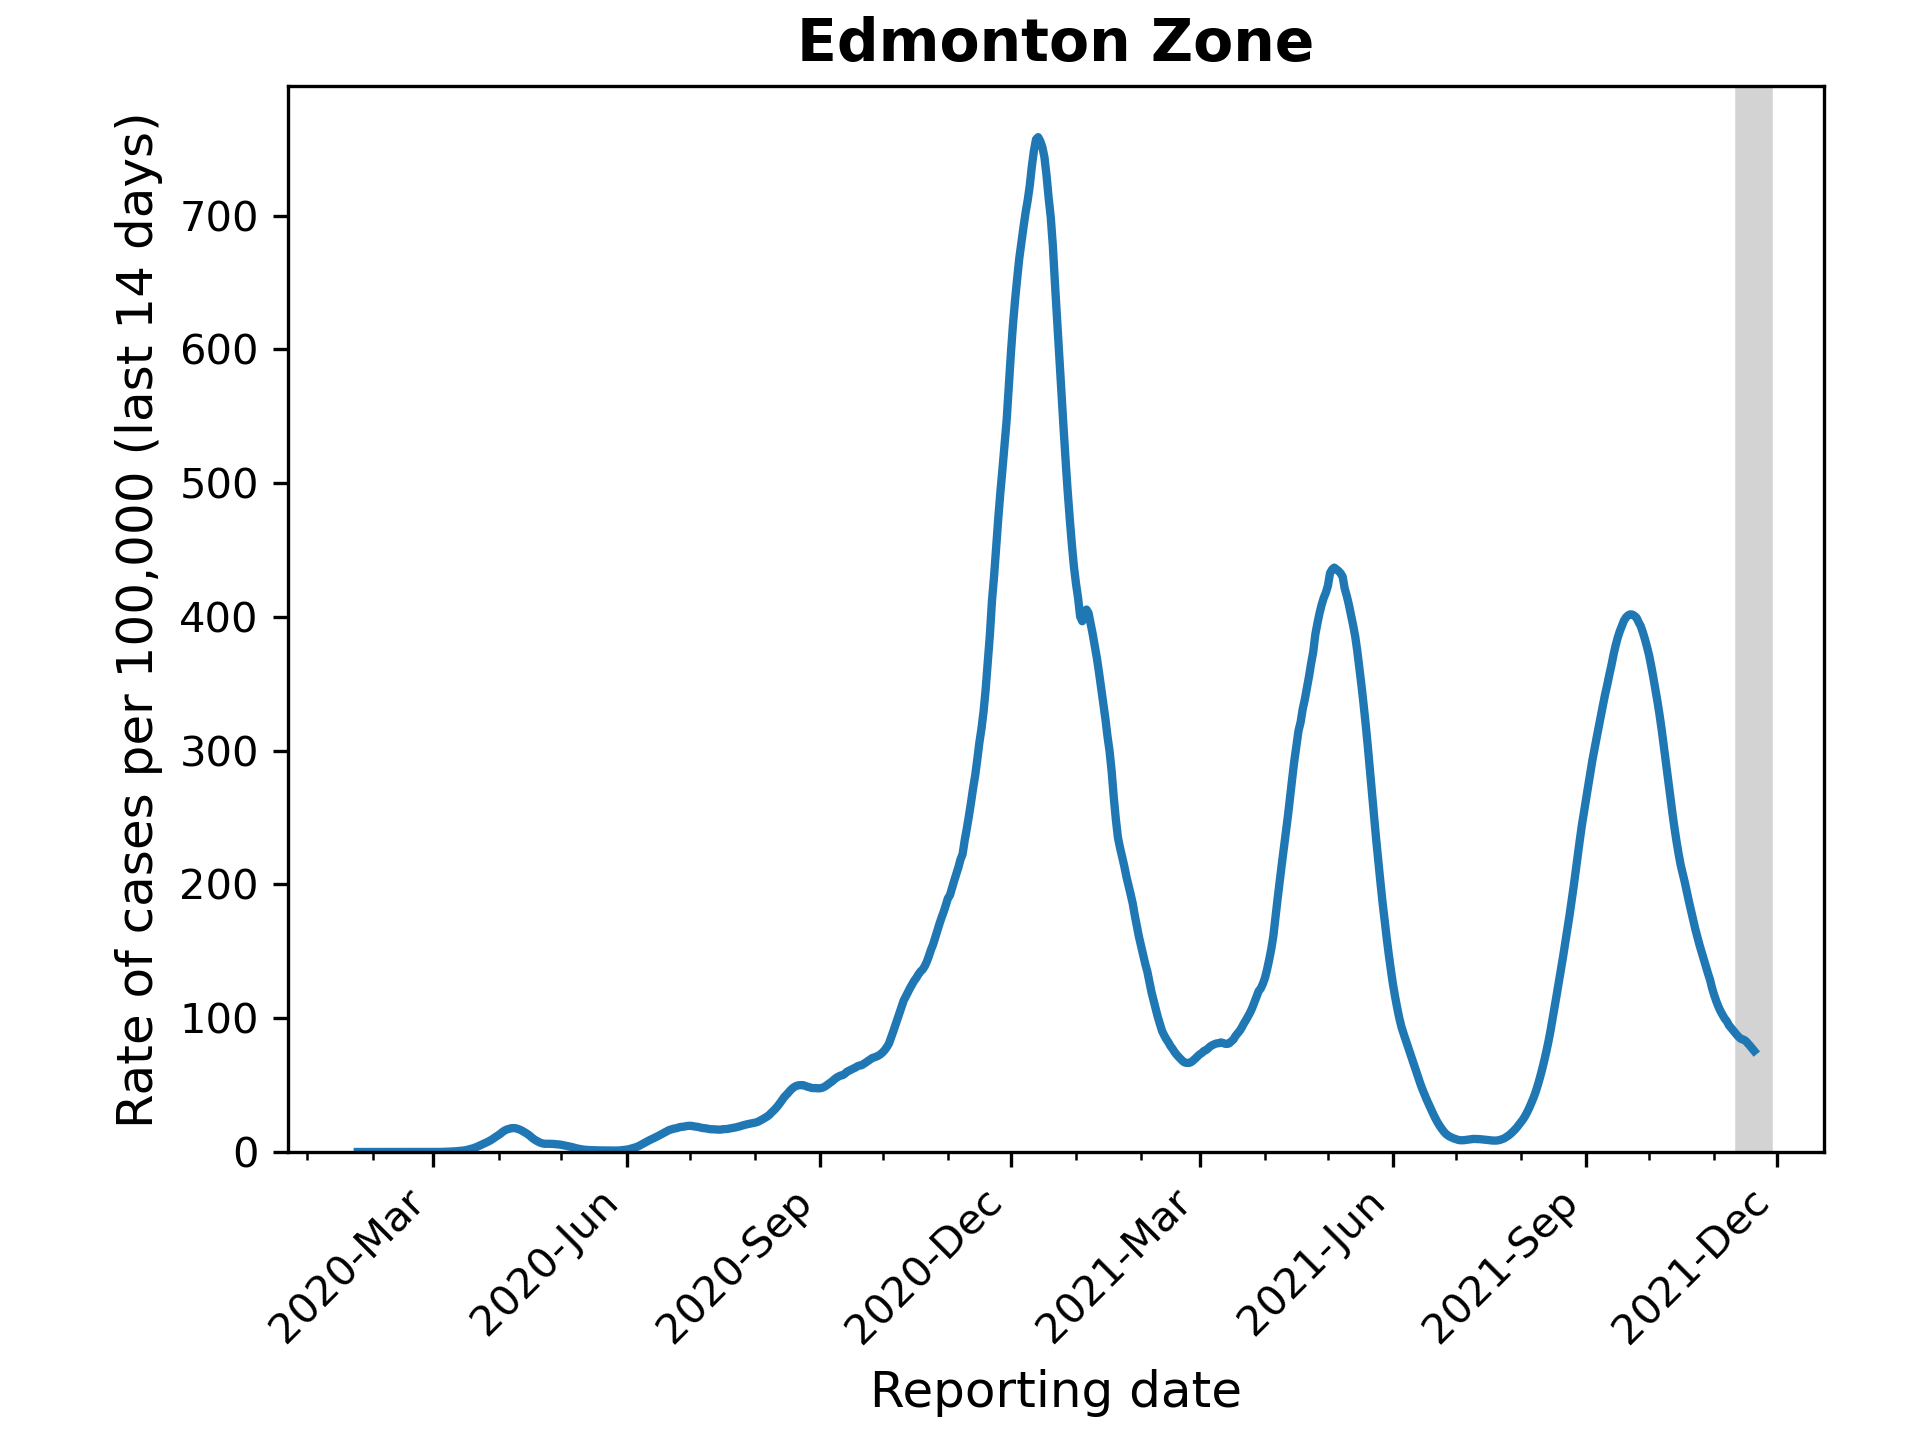 Edmonton Zone
Rate of cases per 100,000 (last 14 days)
700
600
500
400
300
200
100
0
2020-Mar
2020-Jun
2020-Sep
2020-Dec
2021-Mar
2021-Jun
2021-Sep
2021-Dec
Reporting date